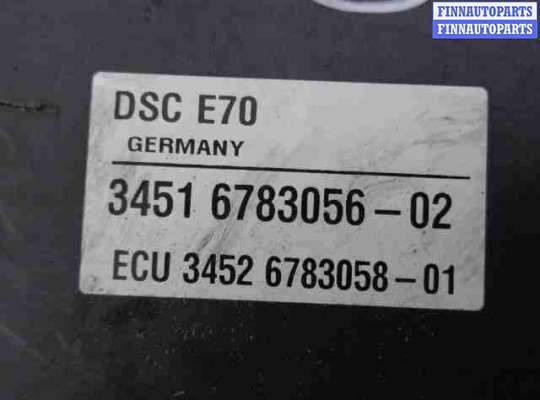 FINNAUTOPARTS
FINNAUTOPARTS
DSC E70
GERMANY
3451 6783056-02
ECU 3452 6783058-01